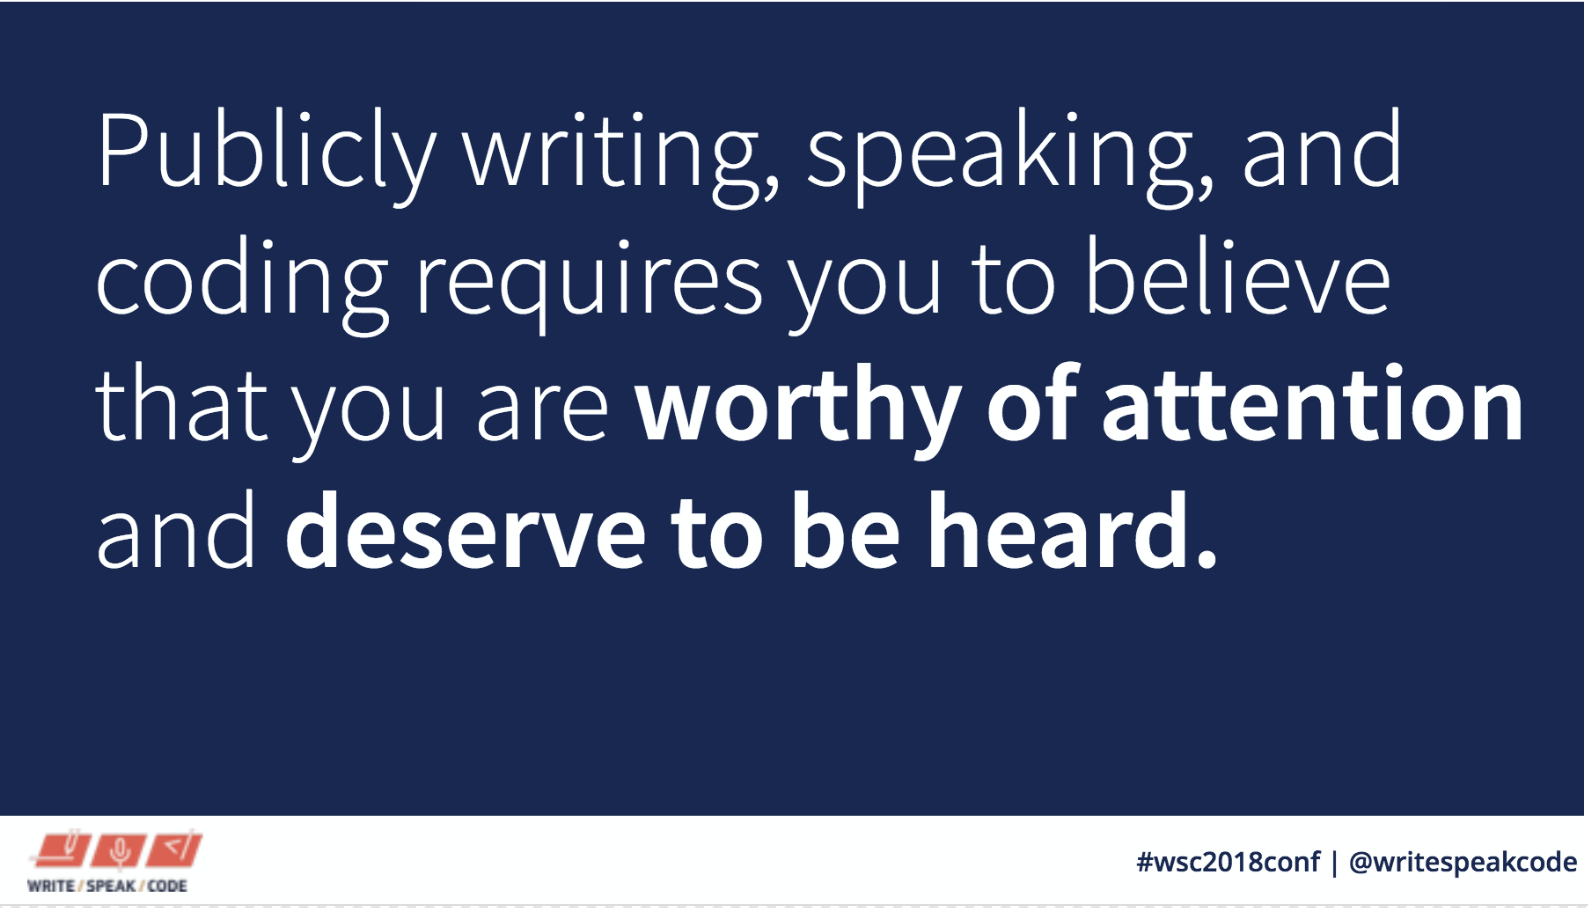 Publicly writing, speaking, and
coding requires you to believe
that you are worthy of attention
and deserve to be heard.
WRITE / SPEAK / CODE
#wsc2018conf | @writespeakcode